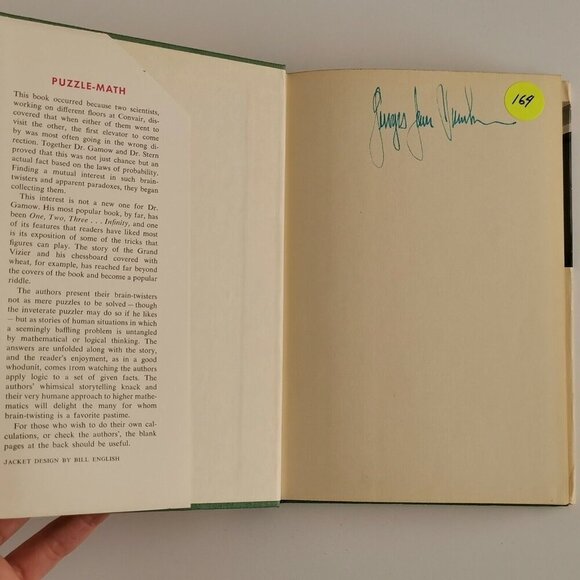 PUZZLE-MATH
This book occurred because two scientists,
working on different floors at Convair, dis-
covered that when either of them went to
visit the other, the first elevator to come
by was most often going in the wrong di-
rection. Together Dr. Gamow and Dr. Stern
proved that this was not just chance but an
actual fact based on the laws of probability.
Finding a mutual interest in such brain-
twisters and apparent paradoxes, they began
collecting them.
This interest is not a new one for Dr.
Gamow. His most popular book, by far, has
been One, Two, Three . . . Infinity, and one
of its features that readers have liked most
is its exposition of some of the tricks that
figures can play. The story of the Grand
Vizier and his chessboard covered with
wheat, for example, has reached far beyond
the covers of the book and become a popular
riddle.
The authors present their brain-twisters
not as mere puzzles to be solved—though
the inveterate puzzler may do so if he likes
—but as stories of human situations in which
a seemingly baffling problem is untangled
by mathematical or logical thinking. The
answers are unfolded along with the story,
and the reader's enjoyment, as in a good
whodunit, comes from watching the authors
apply logic to a set of given facts. The
authors' whimsical storytelling knack and
their very humane approach to higher mathe-
matics will delight the many for whom
brain-twisting is a favorite pastime.
For those who wish to do their own cal-
culations, or check the authors', the blank
pages at the back should be useful.
JACKET DESIGN BY BILL ENGLISH
169